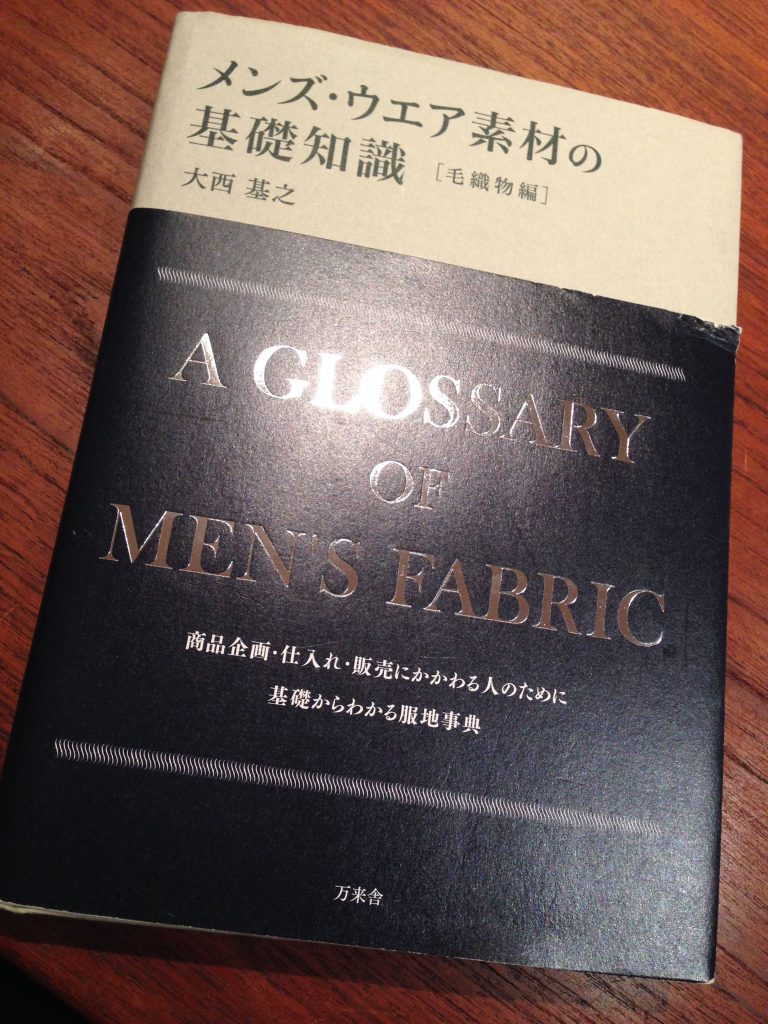 メンズ・ウエア素材の
基礎知識 [毛織物編]
大西 基之
A GLOSSARY
OF
MEN'S FABRIC
商品企画・仕入れ・販売にかかわる人のために
基礎からわかる服地事典
万来舎